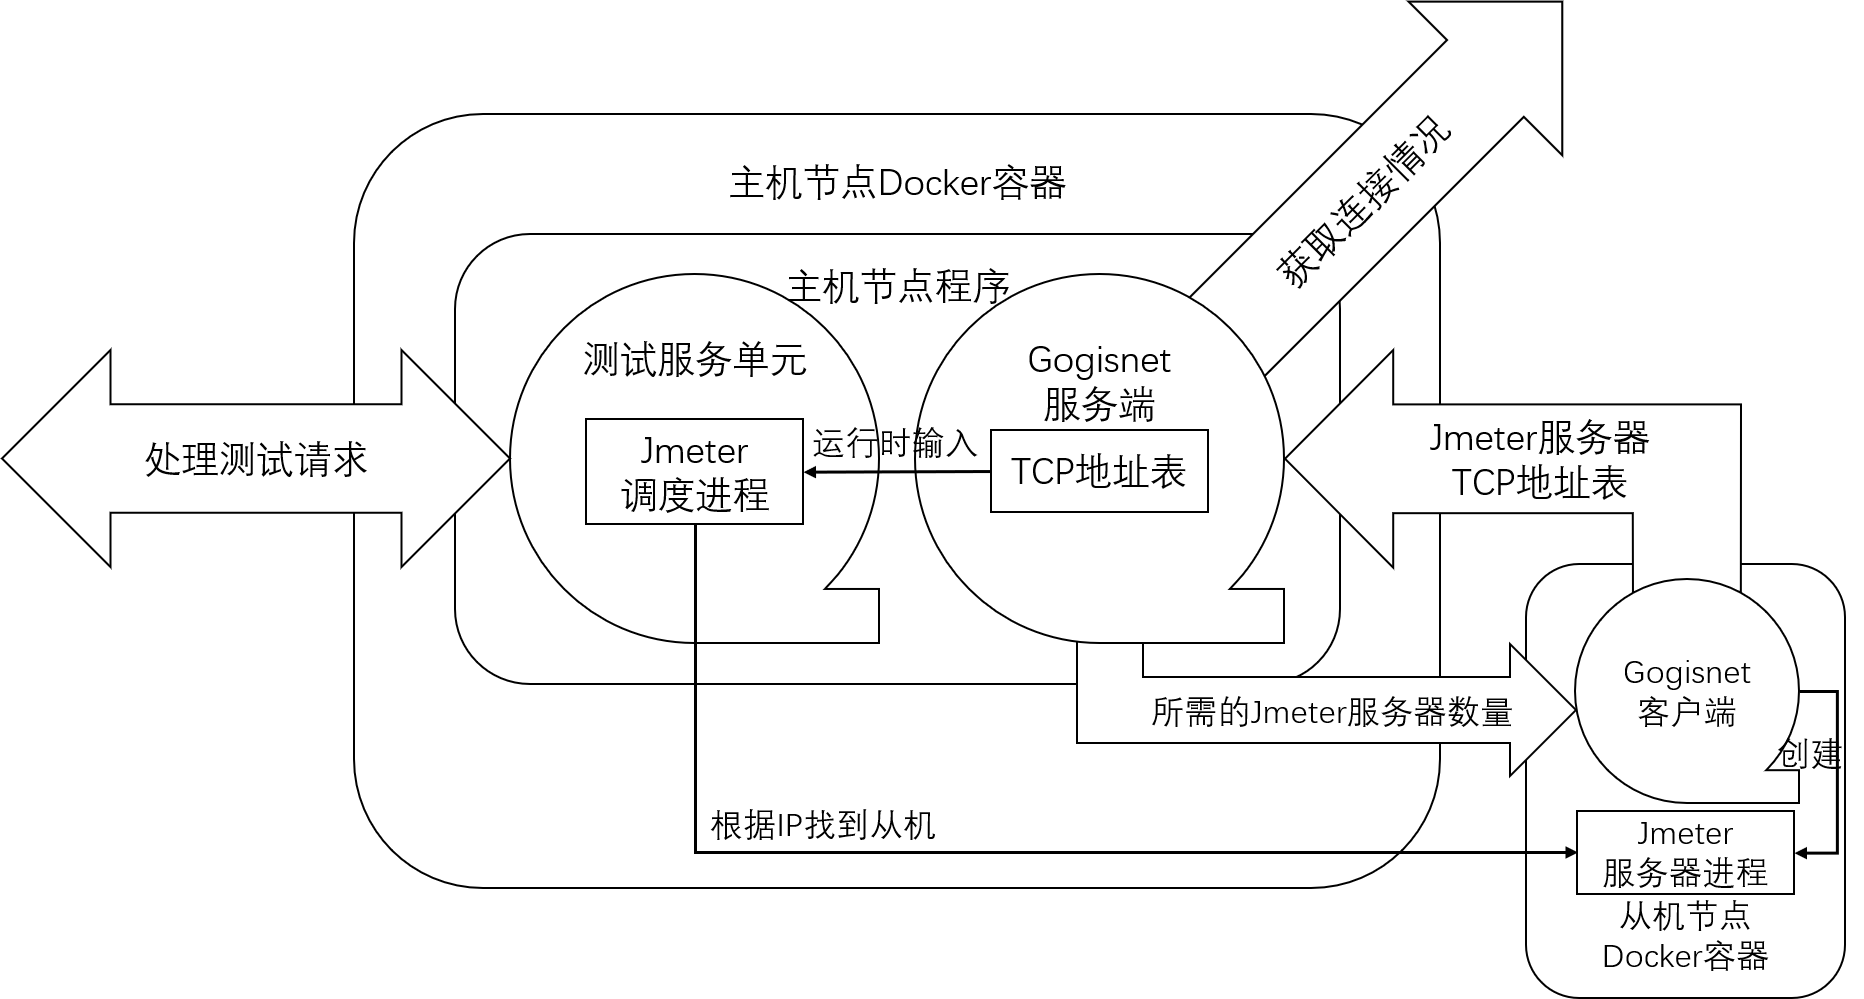 主机节点Docker容器
获取连接情况
主机节点程序
测试服务单元
Gogisnet
服务端
处理测试请求
Jmeter
调度进程
运行时输入
TCP地址表
Jmeter服务器
TCP地址表
所需的Jmeter服务器数量
Gogisnet
客户端
创建
根据IP找到从机
Jmeter
服务器进程
从机节点
Docker容器